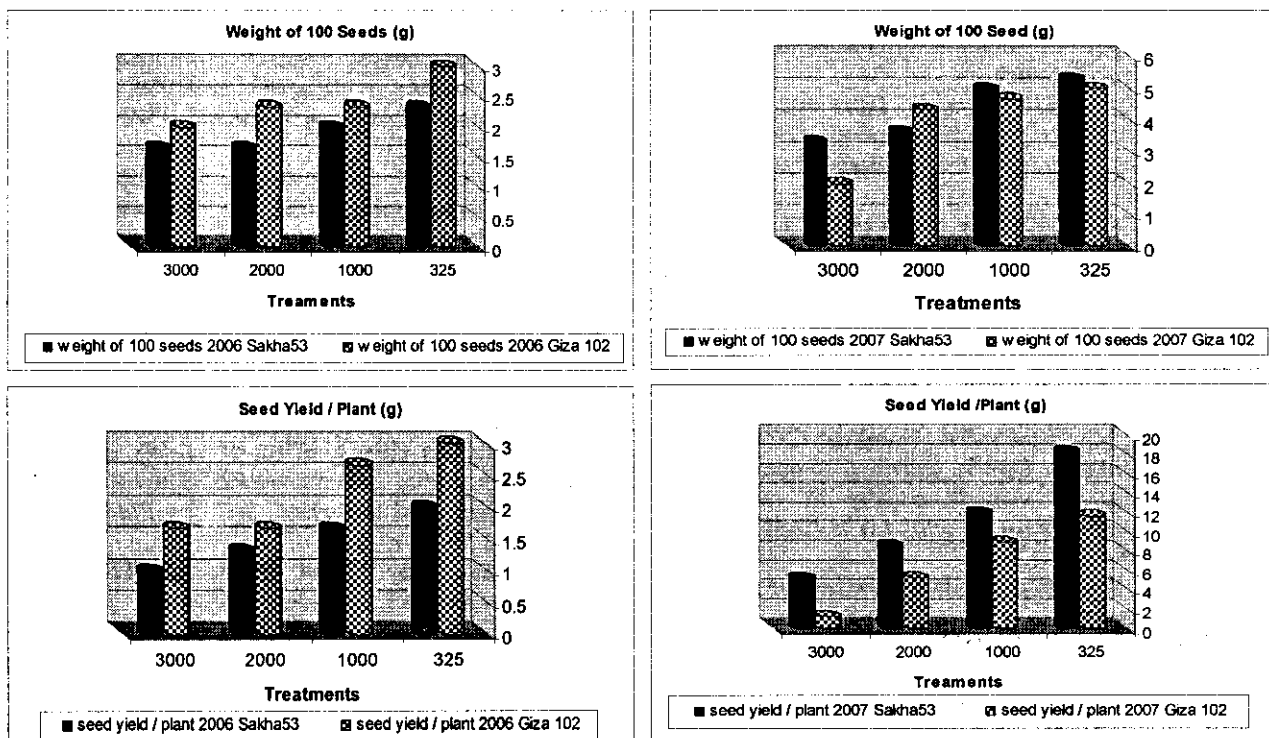 Weight of 100 Seeds (g)
3
2.5
2
1.5
1
0.5
0
3000 2000 1000 325
Treaments
weight of 100 seeds 2006 Sakha53 weight of 100 seeds 2006 Giza 102
Weight of 100 Seed (g)
6
5
4
3
2
1
0
3000 2000 1000 325
Treatments
weight of 100 seeds 2007 Sakha53 weight of 100 seeds 2007 Giza 102
Seed Yield / Plant (g)
3
2.5
2
1.5
1
0.5
0
3000 2000 1000 325
Treatments
seed yield / plant 2006 Sakha53 seed yield / plant 2006 Giza 102
Seed Yield /Plant (g)
20
18
16
14
12
10
8
6
4
2
0
3000 2000 1000 325
Treaments
seed yield / plant 2007 Sakha53 seed yield / plant 2007 Giza 102